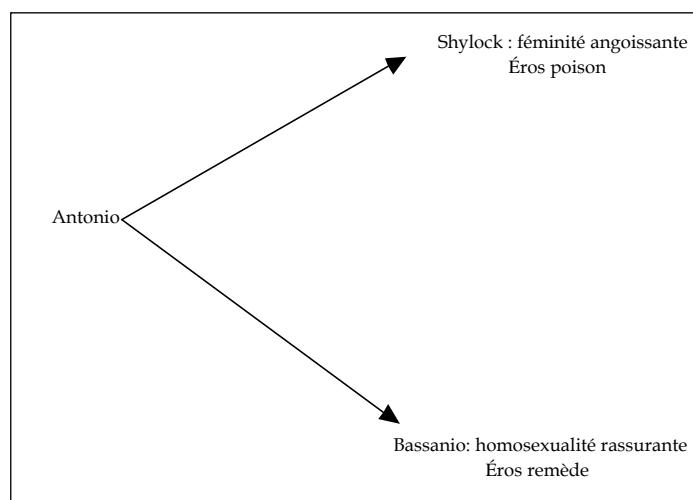 Shylock : féminité angoissante
Éros poison
Antonio
Bassanio: homosexualité rassurante
Éros remède